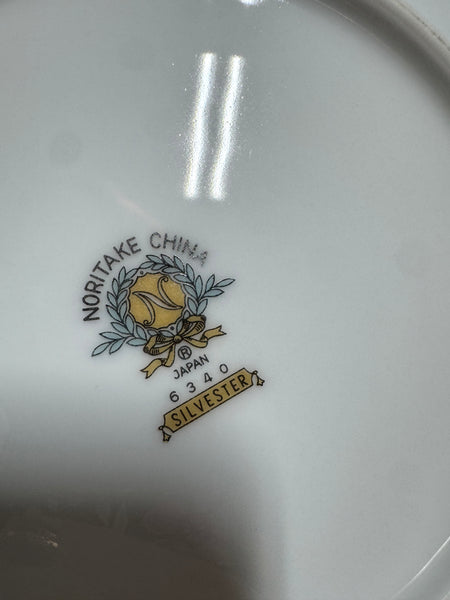 NORITAKE CHINA
N
®
JAPAN
6340
SILVESTER